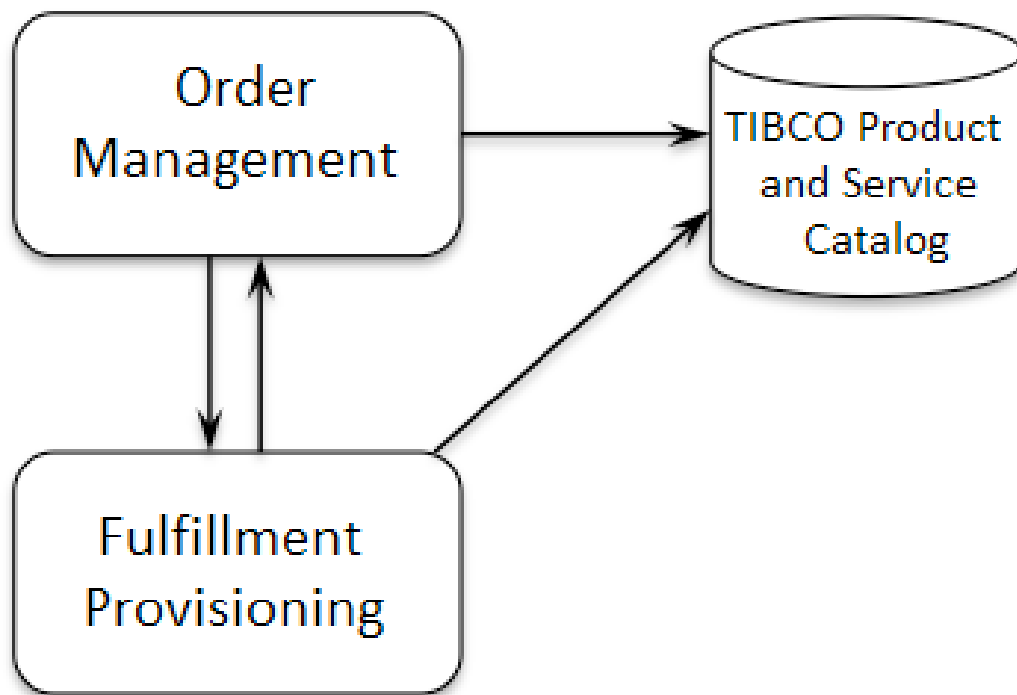 Order
Management
TIBCO Product
and Service
Catalog
Fulfillment
Provisioning